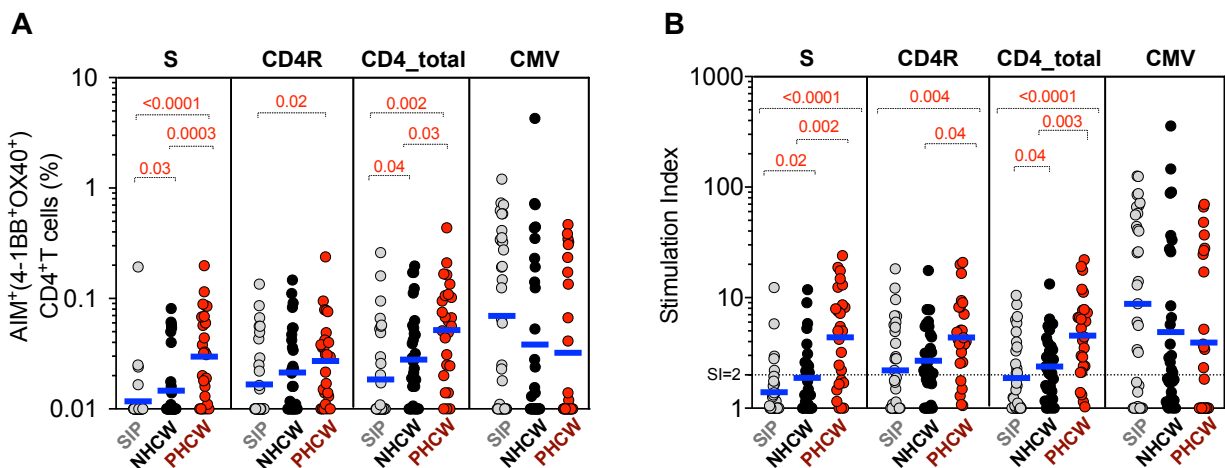 A
S CD4R CD4_total CMV
AIM⁺(4-1BB⁺OX40⁺)
CD4⁺T cells (%)
10
1
0.1
0.01
<0.0001
0.0003
0.03
0.02
0.002
0.03
0.04
SIP NHCW PHCW SIP NHCW PHCW SIP NHCW PHCW SIP NHCW PHCW
B
S CD4R CD4_total CMV
Stimulation Index
1000
100
10
SI=2
1
<0.0001
0.002
0.02
0.004
0.04
<0.0001
0.003
0.04
SIP NHCW PHCW SIP NHCW PHCW SIP NHCW PHCW SIP NHCW PHCW